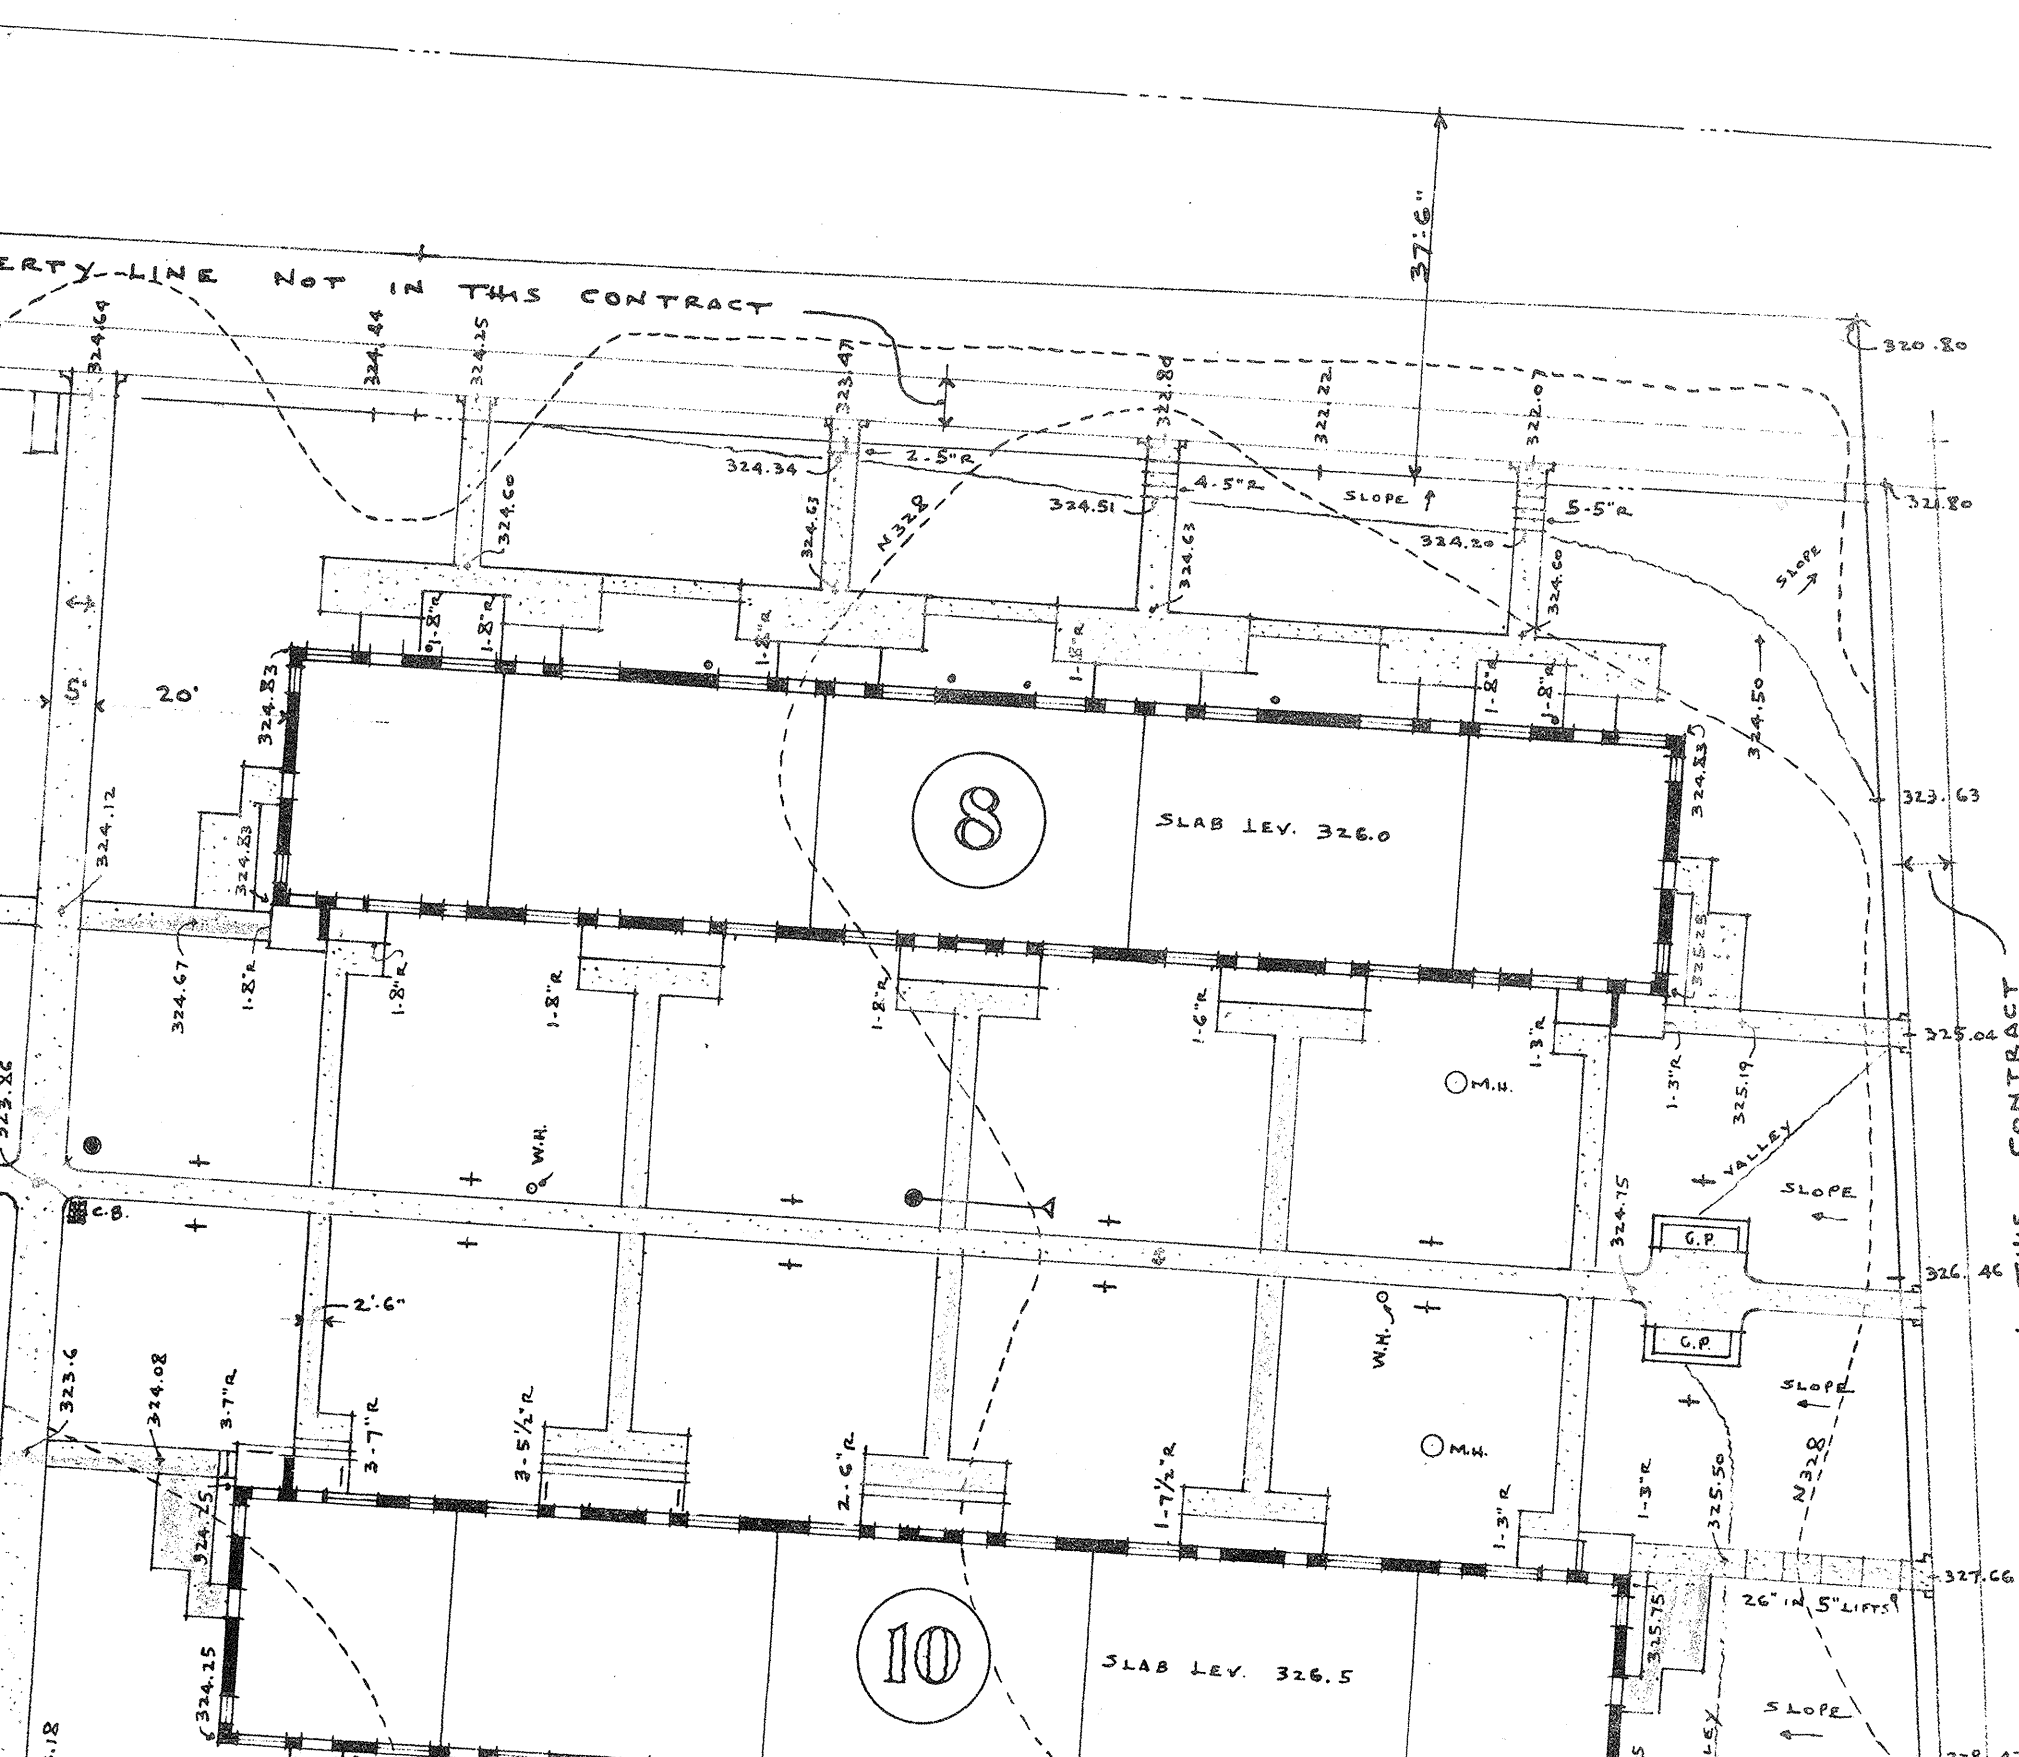 37'-6"
ERTY LINE NOT IN THIS CONTRACT
324.64
324.44
324.25
323.47
322.84
322.22
322.07
320.80
321.80
324.34
2-5"R
324.51
4-5"R
SLOPE
5-5"R
324.20
SLOPE
324.60
324.63
N328
324.63
324.60
1-8"R
1-8"R
1-8"R
1-8"R
1-8"R
1-8"R
324.50
5'
20'
324.83
324.83
8
SLAB LEV. 326.0
323.63
324.12
324.83
325.25
324.67
1-8"R
1-8"R
1-8"R
1-8"R
1-6"R
1-3"R
1-3"R
325.19
325.04
CONTRACT
M.H.
323.86
W.H.
VALLEY
SLOPE
324.75
C.B.
G.P.
326.46
2'-6"
W.H.
G.P.
SLOPE
323.6
324.08
3-7"R
3-7"R
3-5½"R
2-6"R
1-7½"R
M.H.
1-3"R
1-3"R
325.50
N328
327.66
26" IN 5" LIFTS
324.25
325.75
324.25
10
SLAB LEV. 326.5
SLOPE
.18
LEY